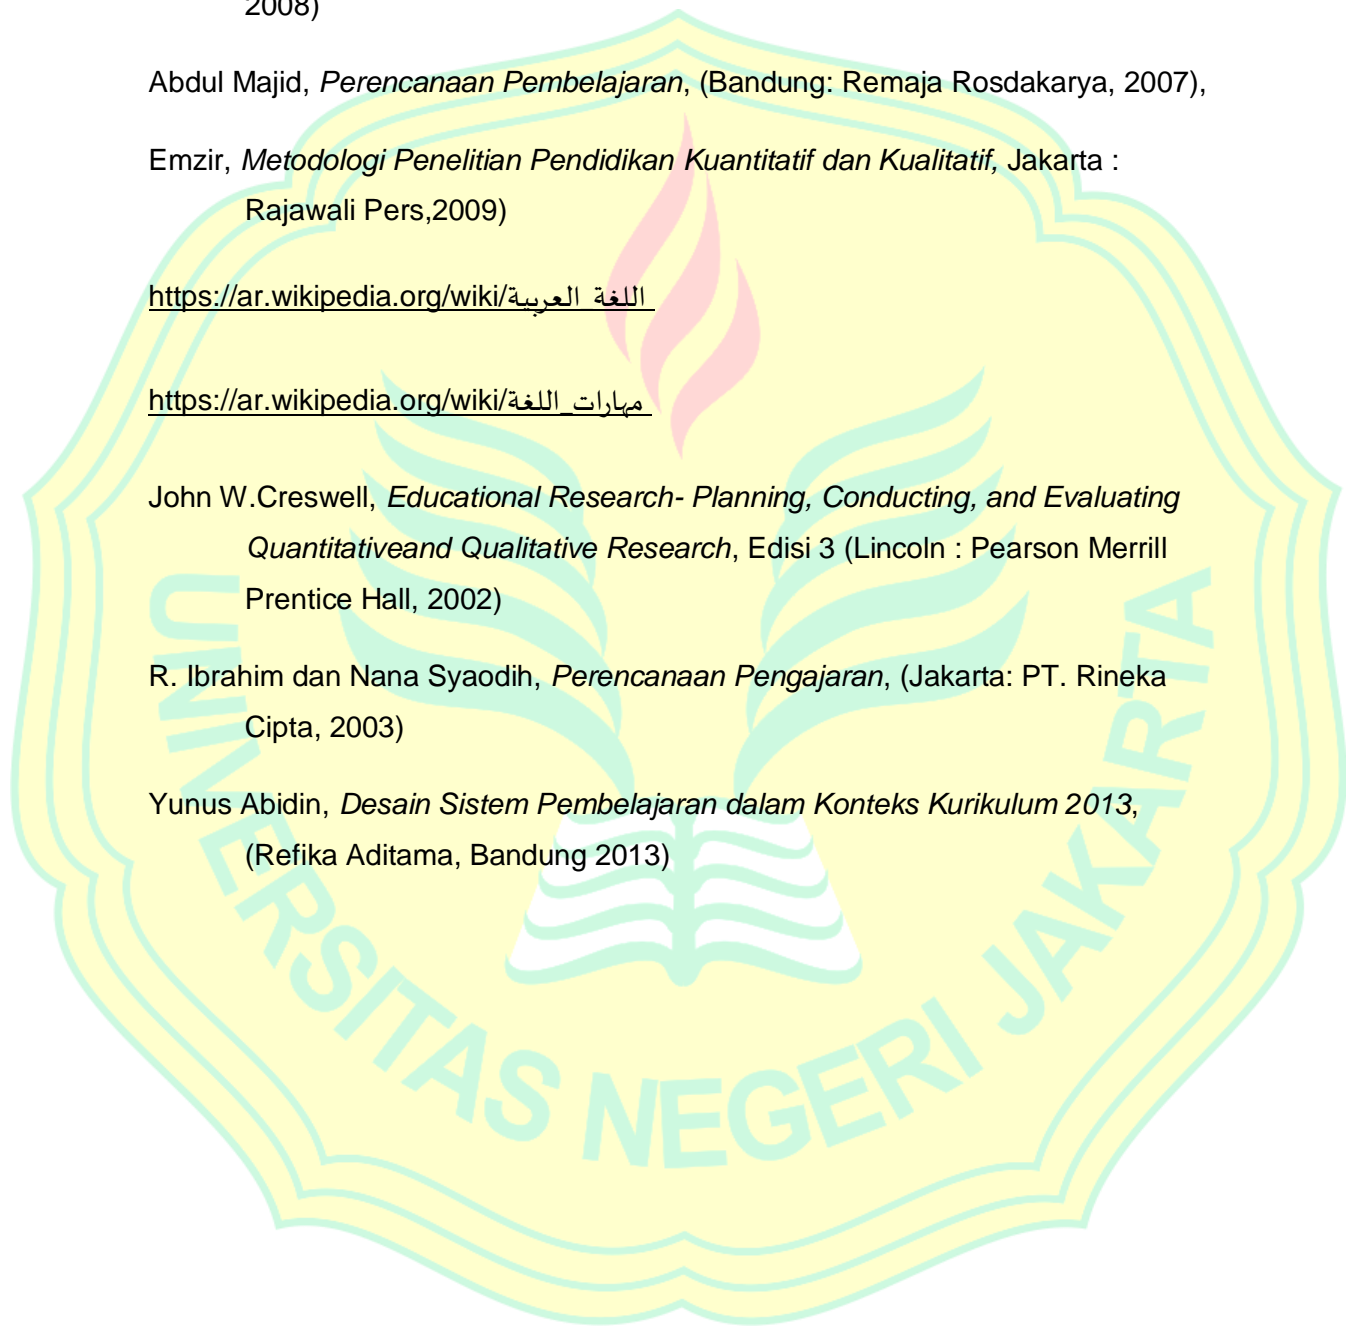 2008)
Abdul Majid, Perencanaan Pembelajaran, (Bandung: Remaja Rosdakarya, 2007),
Emzir, Metodologi Penelitian Pendidikan Kuantitatif dan Kualitatif, Jakarta :
Rajawali Pers,2009)
https://ar.wikipedia.org/wiki/اللغة_العربية
https://ar.wikipedia.org/wiki/مهارات_اللغة
John W.Creswell, Educational Research- Planning, Conducting, and Evaluating
Quantitativeand Qualitative Research, Edisi 3 (Lincoln : Pearson Merrill
Prentice Hall, 2002)
R. Ibrahim dan Nana Syaodih, Perencanaan Pengajaran, (Jakarta: PT. Rineka
Cipta, 2003)
Yunus Abidin, Desain Sistem Pembelajaran dalam Konteks Kurikulum 2013,
(Refika Aditama, Bandung 2013)
UNIVERSITAS NEGERI JAKARTA